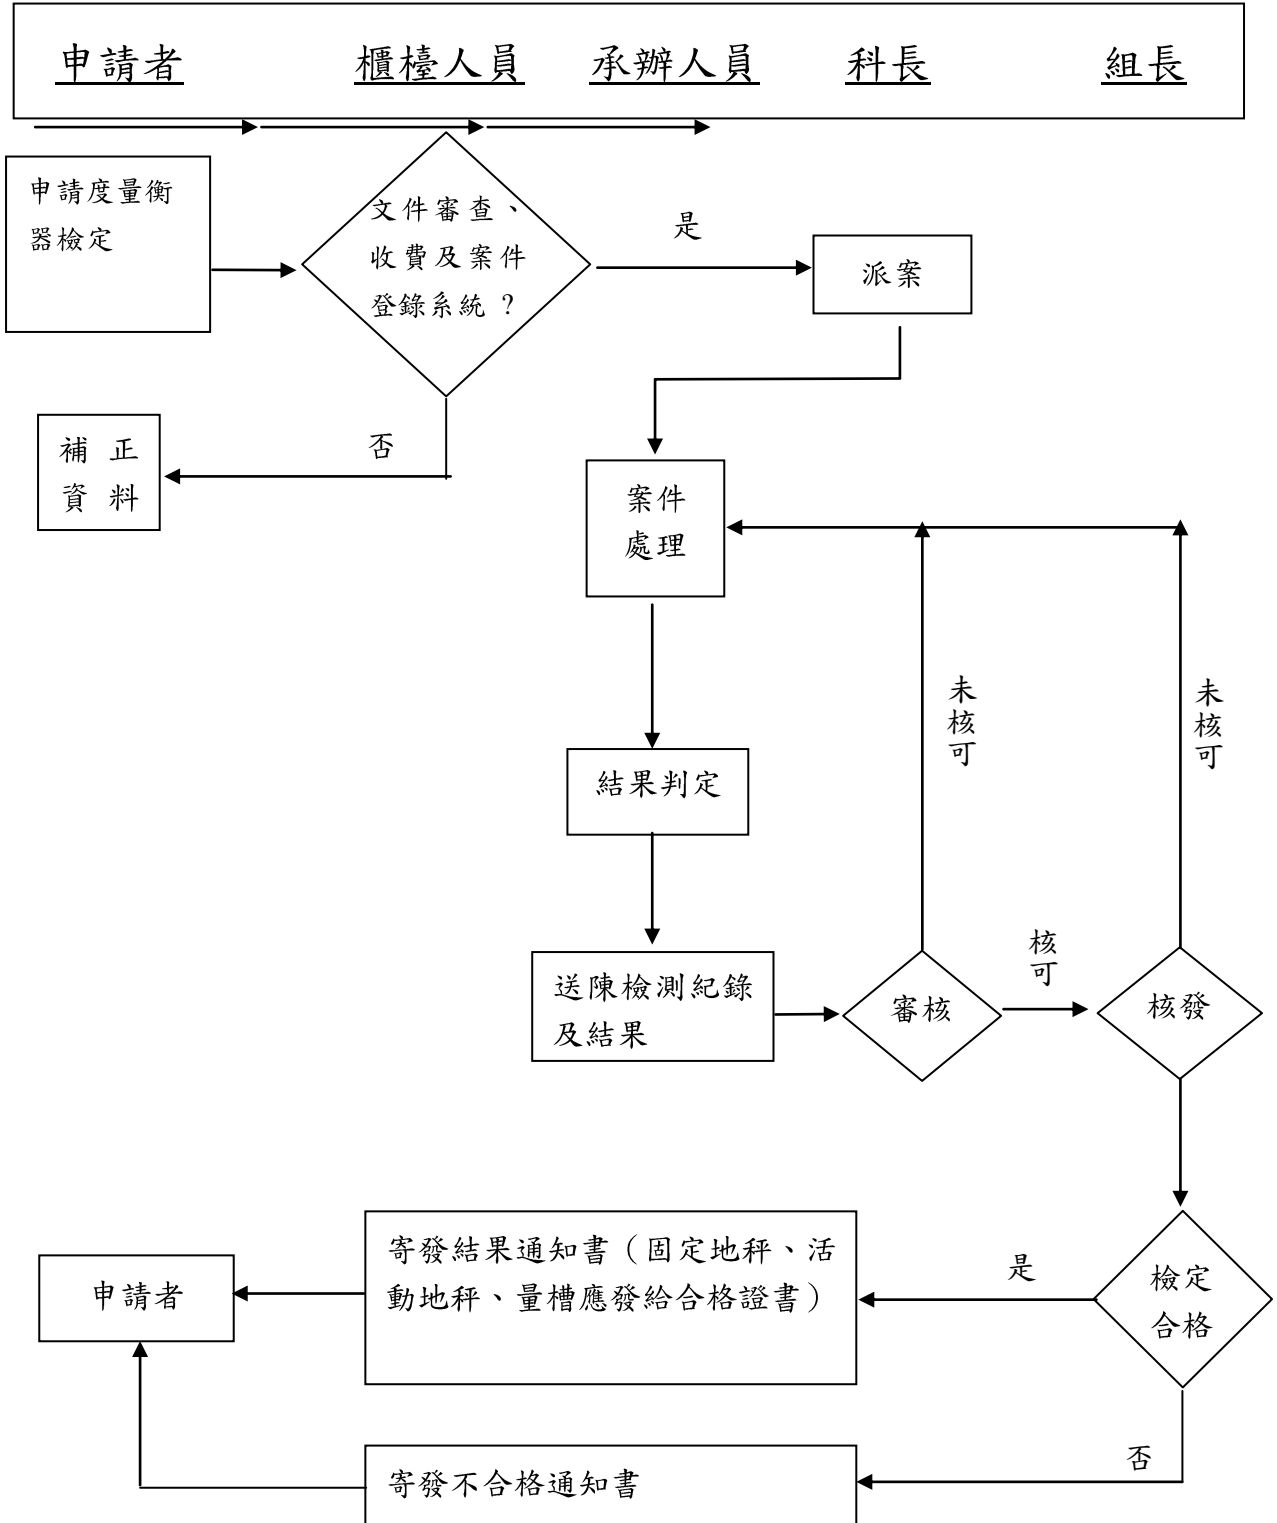 申請者 櫃檯人員 承辦人員 科長 組長
申請度量衡
器檢定
文件審查、
收費及案件
登錄系統？
是
派案
否
補正
資料
案件
處理
未核可
未核可
結果判定
核可
送陳檢測紀錄
及結果
審核
核發
寄發結果通知書（固定地秤、活
動地秤、量槽應發給合格證書）
是
檢定
合格
申請者
否
寄發不合格通知書